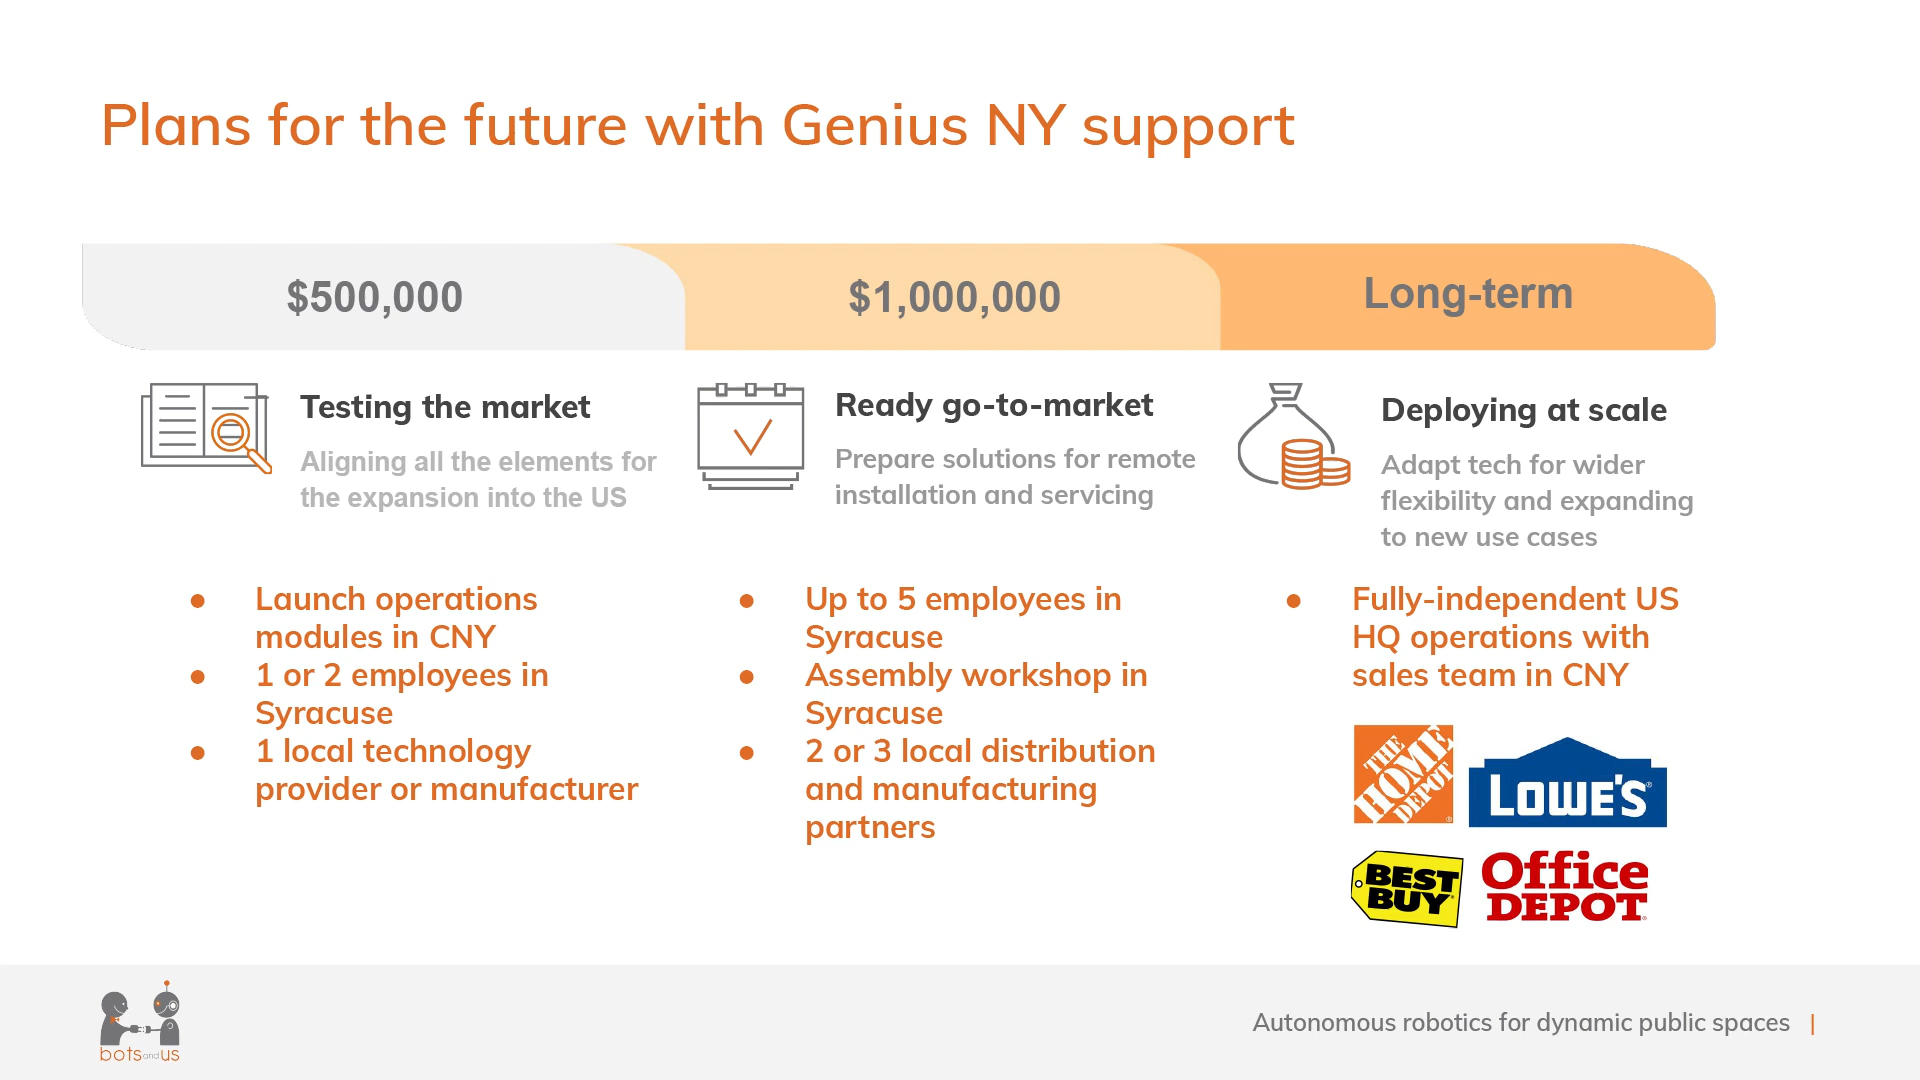 Plans for the future with Genius NY support
$500,000
$1,000,000
Long-term
Testing the market
Aligning all the elements for
the expansion into the US
Ready go-to-market
Prepare solutions for remote
installation and servicing
Deploying at scale
Adapt tech for wider
flexibility and expanding
to new use cases
● Launch operations
modules in CNY
● 1 or 2 employees in
Syracuse
● 1 local technology
provider or manufacturer
● Up to 5 employees in
Syracuse
● Assembly workshop in
Syracuse
● 2 or 3 local distribution
and manufacturing
partners
● Fully-independent US
HQ operations with
sales team in CNY
THE
HOME
DEPOT
LOWE'S
BEST
BUY
Office
DEPOT
botsandus
Autonomous robotics for dynamic public spaces |